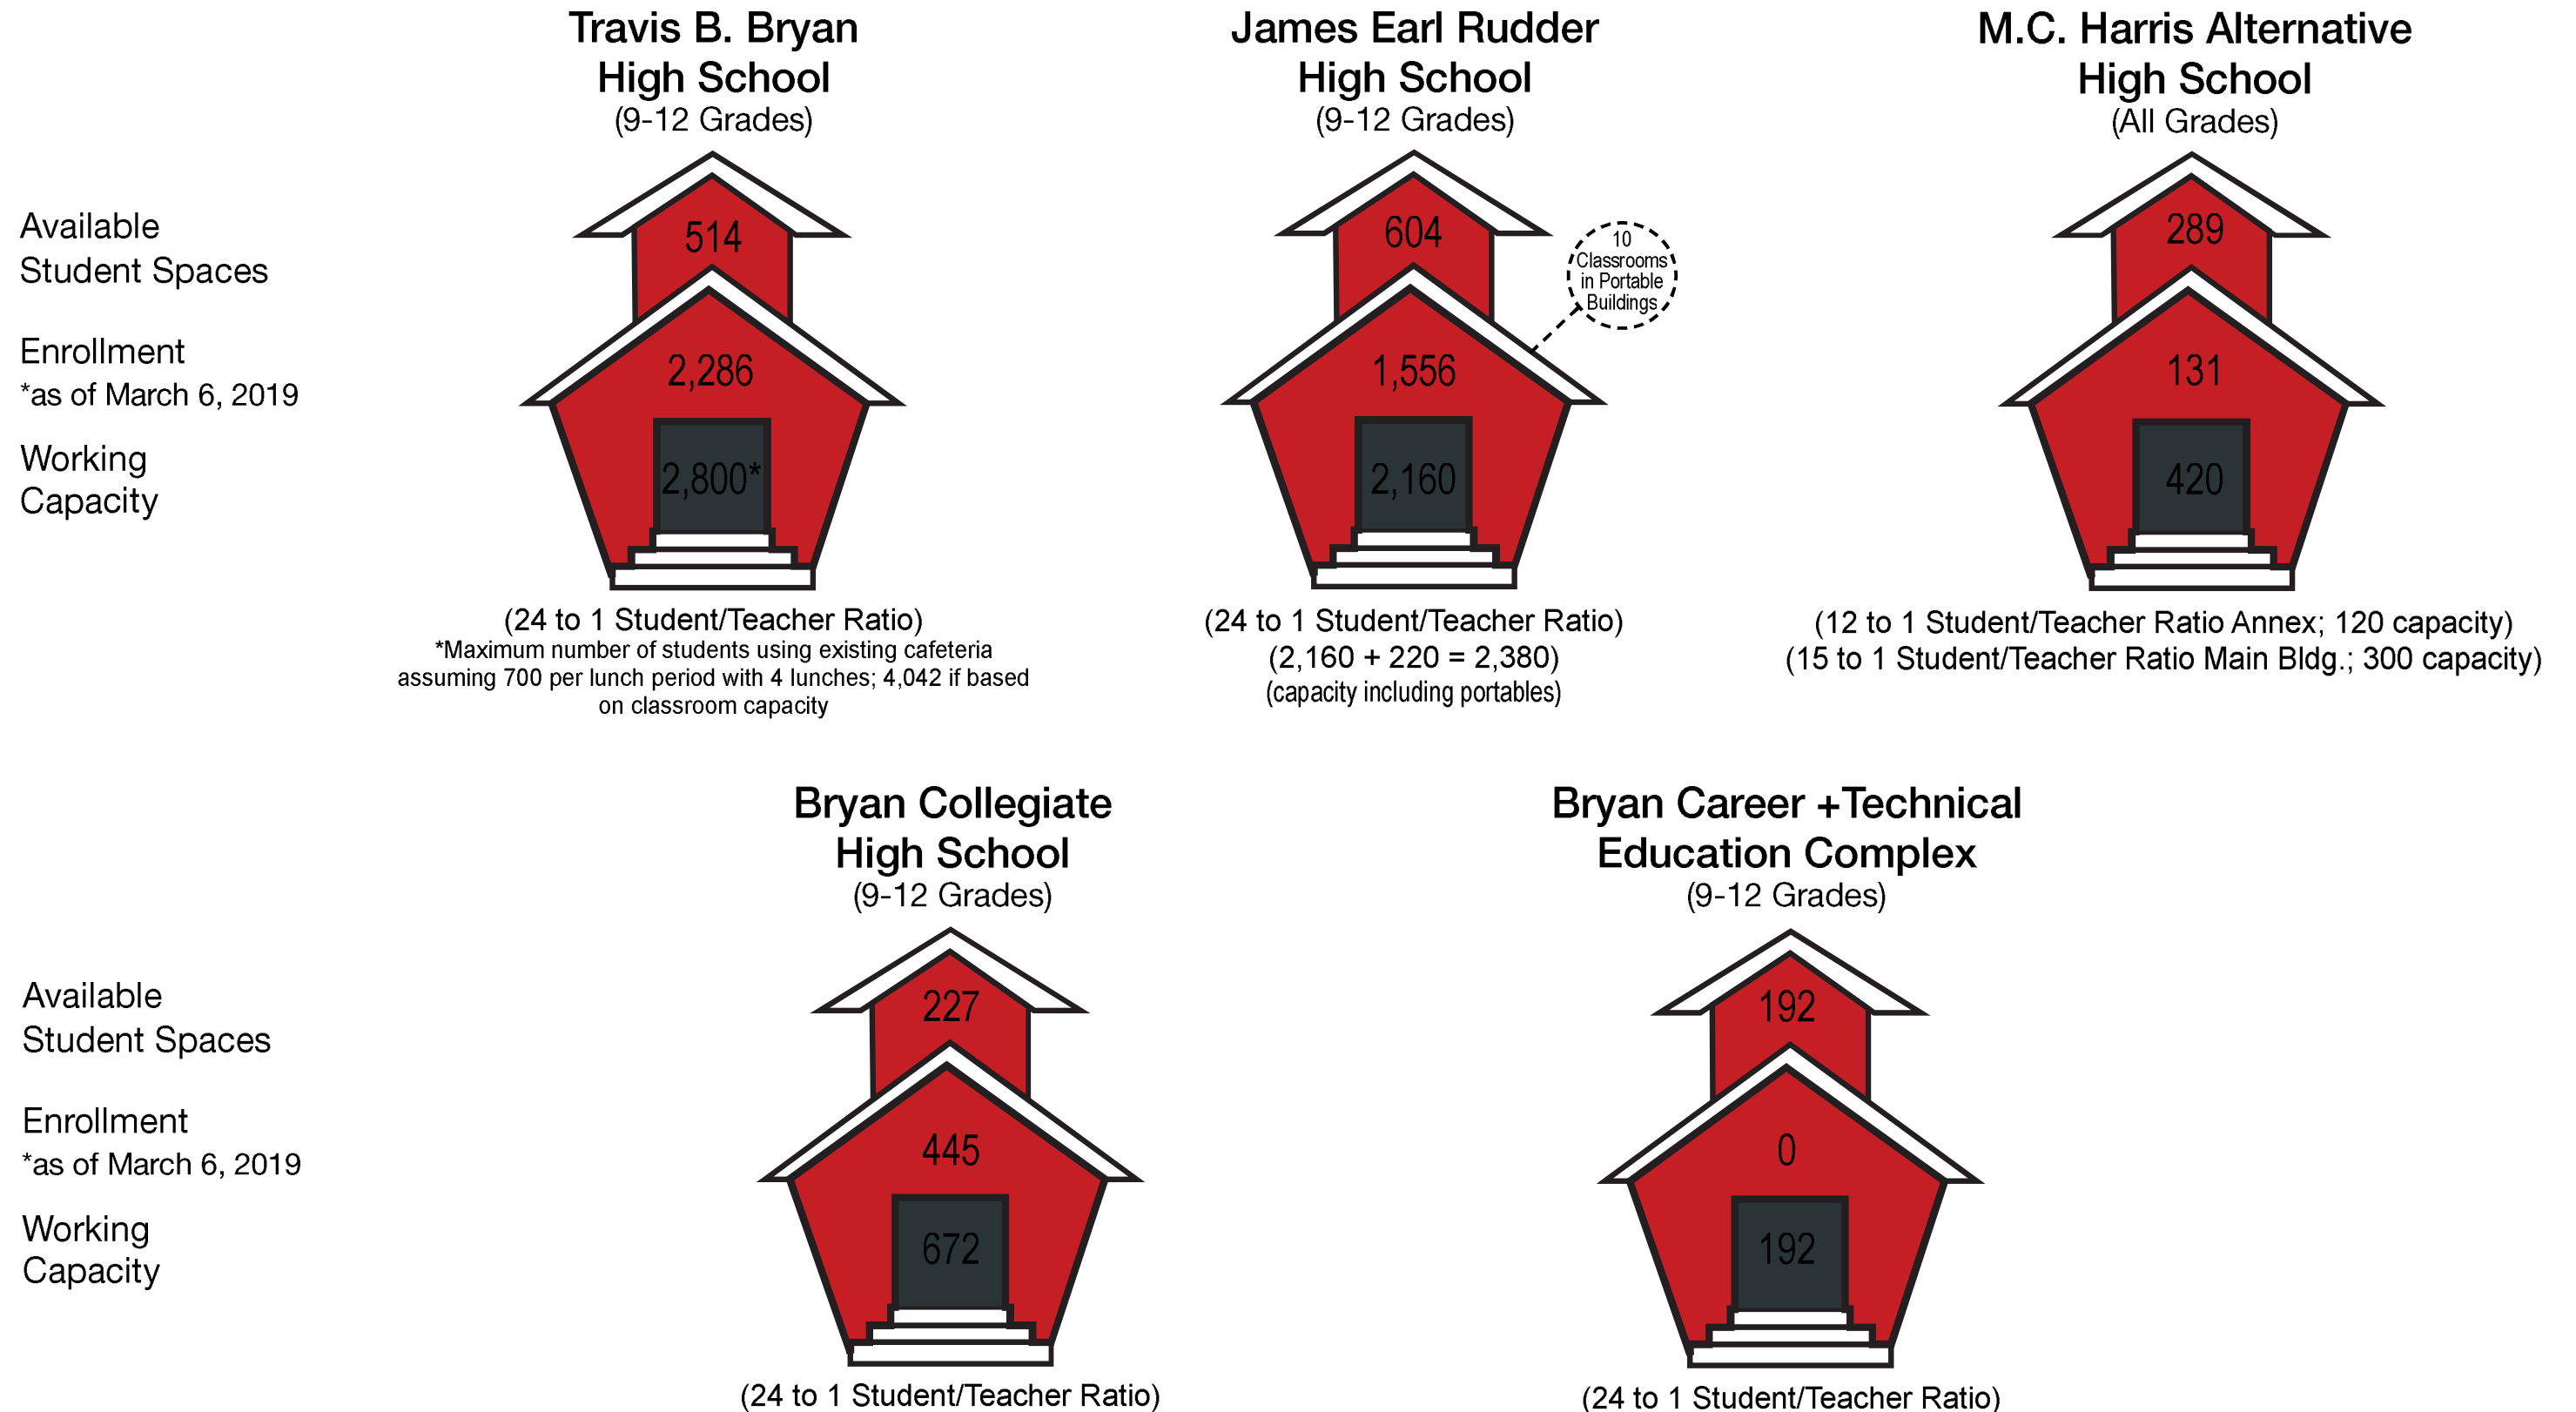 Travis B. Bryan
High School
(9-12 Grades)
James Earl Rudder
High School
(9-12 Grades)
M.C. Harris Alternative
High School
(All Grades)
Available
Student Spaces
514
604
289
10
Classrooms
in Portable
Buildings
Enrollment
*as of March 6, 2019
2,286
1,556
131
Working
Capacity
2,800*
2,160
420
(24 to 1 Student/Teacher Ratio)
*Maximum number of students using existing cafeteria
assuming 700 per lunch period with 4 lunches; 4,042 if based
on classroom capacity
(24 to 1 Student/Teacher Ratio)
(2,160 + 220 = 2,380)
(capacity including portables)
(12 to 1 Student/Teacher Ratio Annex; 120 capacity)
(15 to 1 Student/Teacher Ratio Main Bldg.; 300 capacity)
Bryan Collegiate
High School
(9-12 Grades)
Bryan Career +Technical
Education Complex
(9-12 Grades)
Available
Student Spaces
227
192
Enrollment
*as of March 6, 2019
445
0
Working
Capacity
672
192
(24 to 1 Student/Teacher Ratio)
(24 to 1 Student/Teacher Ratio)